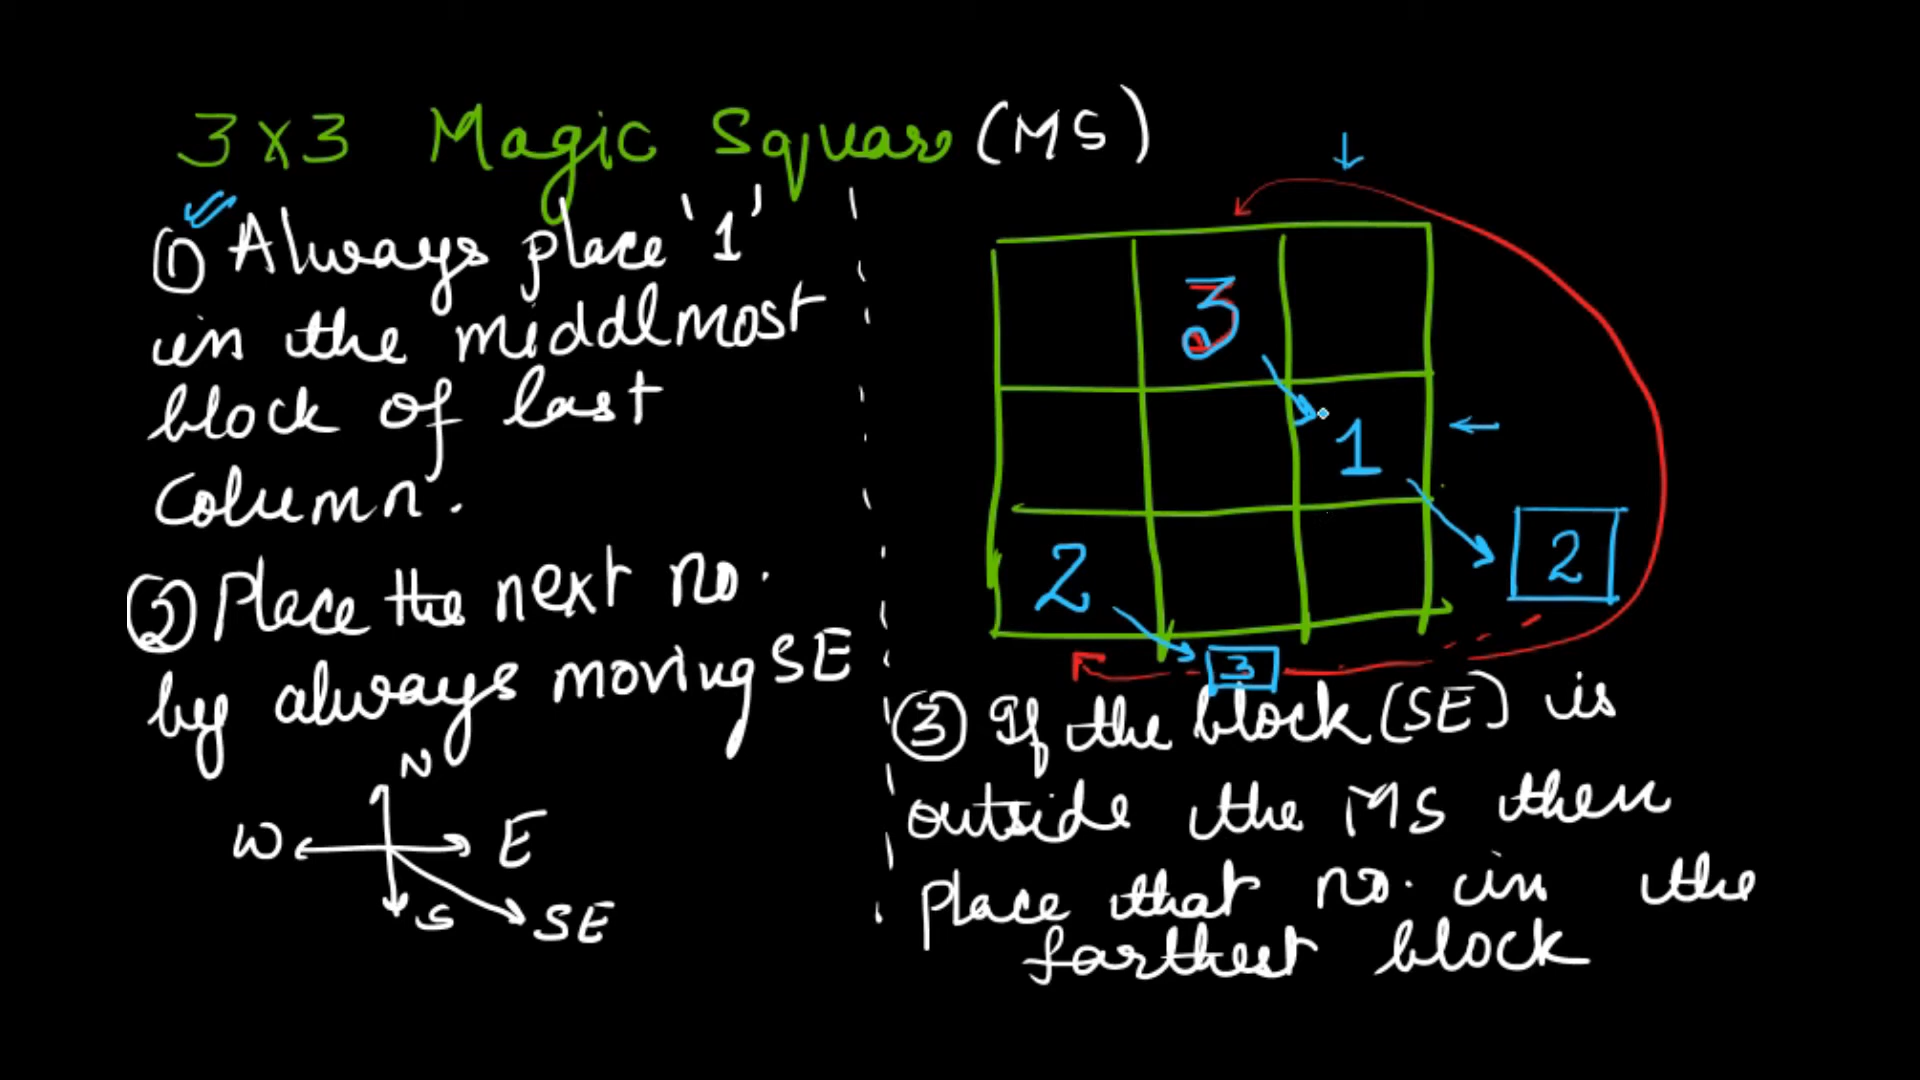 3x3 Magic Square (MS)
① Always place '1'
in the middlmost
block of last
Column.
② Place the next no.
by always moving SE
N
W E
S SE
3
1
2 2
3
③ If the block (SE) is
outside the MS then
place that no. in the
farthest block